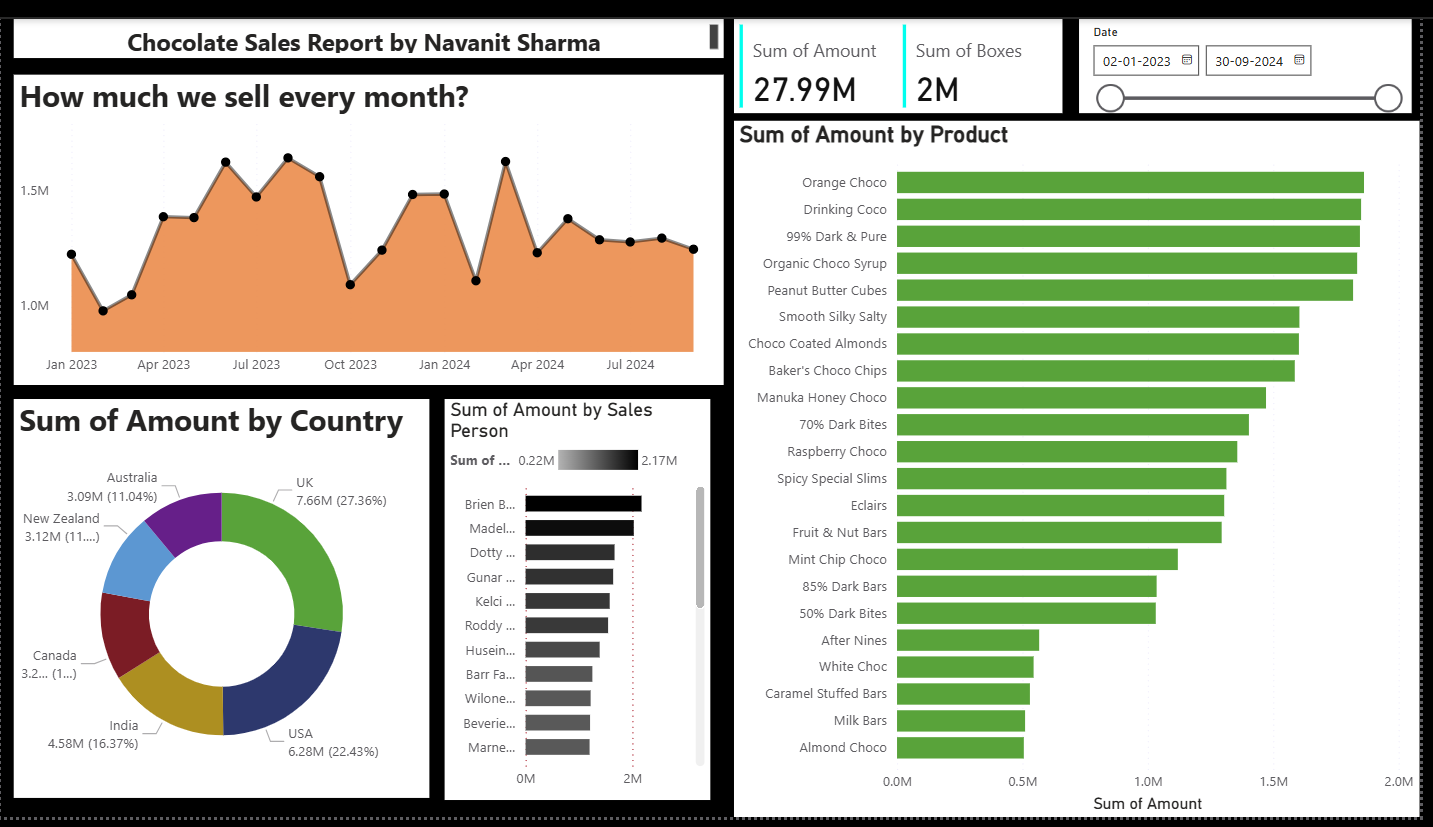 Chocolate Sales Report by Navanit Sharma
How much we sell every month?
1.5M
1.0M
Jan 2023
Apr 2023
Jul 2023
Oct 2023
Jan 2024
Apr 2024
Jul 2024
Sum of Amount by Country
Australia
3.09M (11.04%)
UK
7.66M (27.36%)
New Zealand
3.12M (11....)
Canada
3.2... (1...)
India
4.58M (16.37%)
USA
6.28M (22.43%)
Sum of Amount by Sales
Person
Sum of ... 0.22M 2.17M
Brien B...
Madel...
Dotty ...
Gunar ...
Kelci ...
Roddy ...
Husein...
Barr Fa...
Wilone...
Beverie...
Marne...
0M
2M
Sum of Amount
27.99M
Sum of Boxes
2M
Date
02-01-2023
30-09-2024
Sum of Amount by Product
Orange Choco
Drinking Coco
99% Dark & Pure
Organic Choco Syrup
Peanut Butter Cubes
Smooth Silky Salty
Choco Coated Almonds
Baker's Choco Chips
Manuka Honey Choco
70% Dark Bites
Raspberry Choco
Spicy Special Slims
Eclairs
Fruit & Nut Bars
Mint Chip Choco
85% Dark Bars
50% Dark Bites
After Nines
White Choc
Caramel Stuffed Bars
Milk Bars
Almond Choco
0.0M
0.5M
1.0M
1.5M
2.0M
Sum of Amount